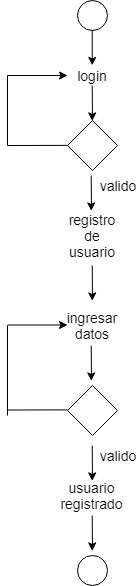 login
valido
registro
de
usuario
ingresar
datos
valido
usuario
registrado